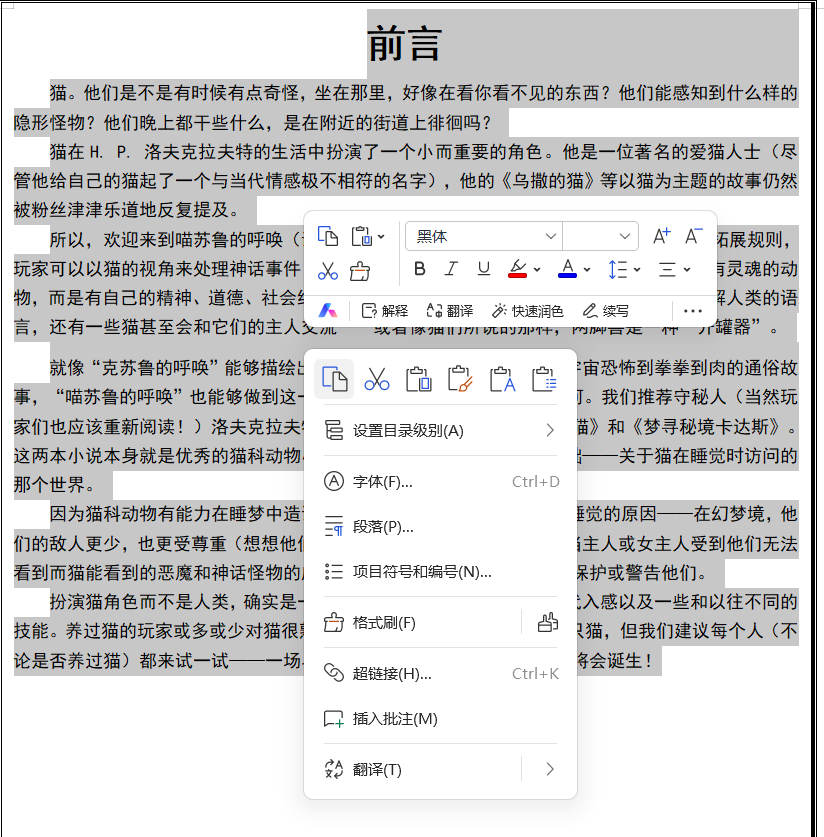 前言
猫。他们是不是有时候有点奇怪，坐在那里，好像在看你看不见的东西？他们能感知到什么样的
隐形怪物？他们晚上都干些什么，是在附近的街道上徘徊吗？
猫在 H. P. 洛夫克拉夫特的生活中扮演了一个小而重要的角色。他是一位著名的爱猫人士（尽
管他给自己的猫起了一个与当代情感极不相符的名字），他的《乌撒的猫》等以猫为主题的故事仍然
被粉丝津津乐道地反复提及。
所以，欢迎来到喵苏鲁的呼唤（
拓展规则，
玩家可以以猫的视角来处理神话事件
有灵魂的动
物，而是有自己的精神、道德、社会
解人类的语
言，还有一些猫甚至会和它们的主人交流
或者像猫们所说的那样，两脚兽是“神
开罐器”。
就像“克苏鲁的呼唤”能够描绘
宇宙恐怖到拳拳到肉的通俗故
事，“喵苏鲁的呼唤”也能够做到这一
。我们推荐守秘人（当然玩
家们也应该重新阅读！）洛夫克拉夫
猫》和《梦寻秘境卡达斯》。
这两本小说本身就是优秀的猫科动物
——关于猫在睡觉时访问的
那个世界。
因为猫科动物有能力在睡梦中造
睡觉的原因——在幻梦境，他
们的敌人更少，也更受尊重（想想他
当主人或女主人受到他们无法
看到而猫能看到的恶魔和神话怪物的
保护或警告他们。
扮演猫角色而不是人类，确实是一
代入感以及一些和以往不同的
技能。养过猫的玩家或多或少对猫很
只猫，但我们建议每个人（不
论是否养过猫）都来试一试——一场
将会诞生！
黑体
B I U A
解释 翻译 快速润色 续写
设置目录级别(A)
字体(F)... Ctrl+D
段落(P)...
项目符号和编号(N)...
格式刷(F)
超链接(H)... Ctrl+K
插入批注(M)
翻译(T)